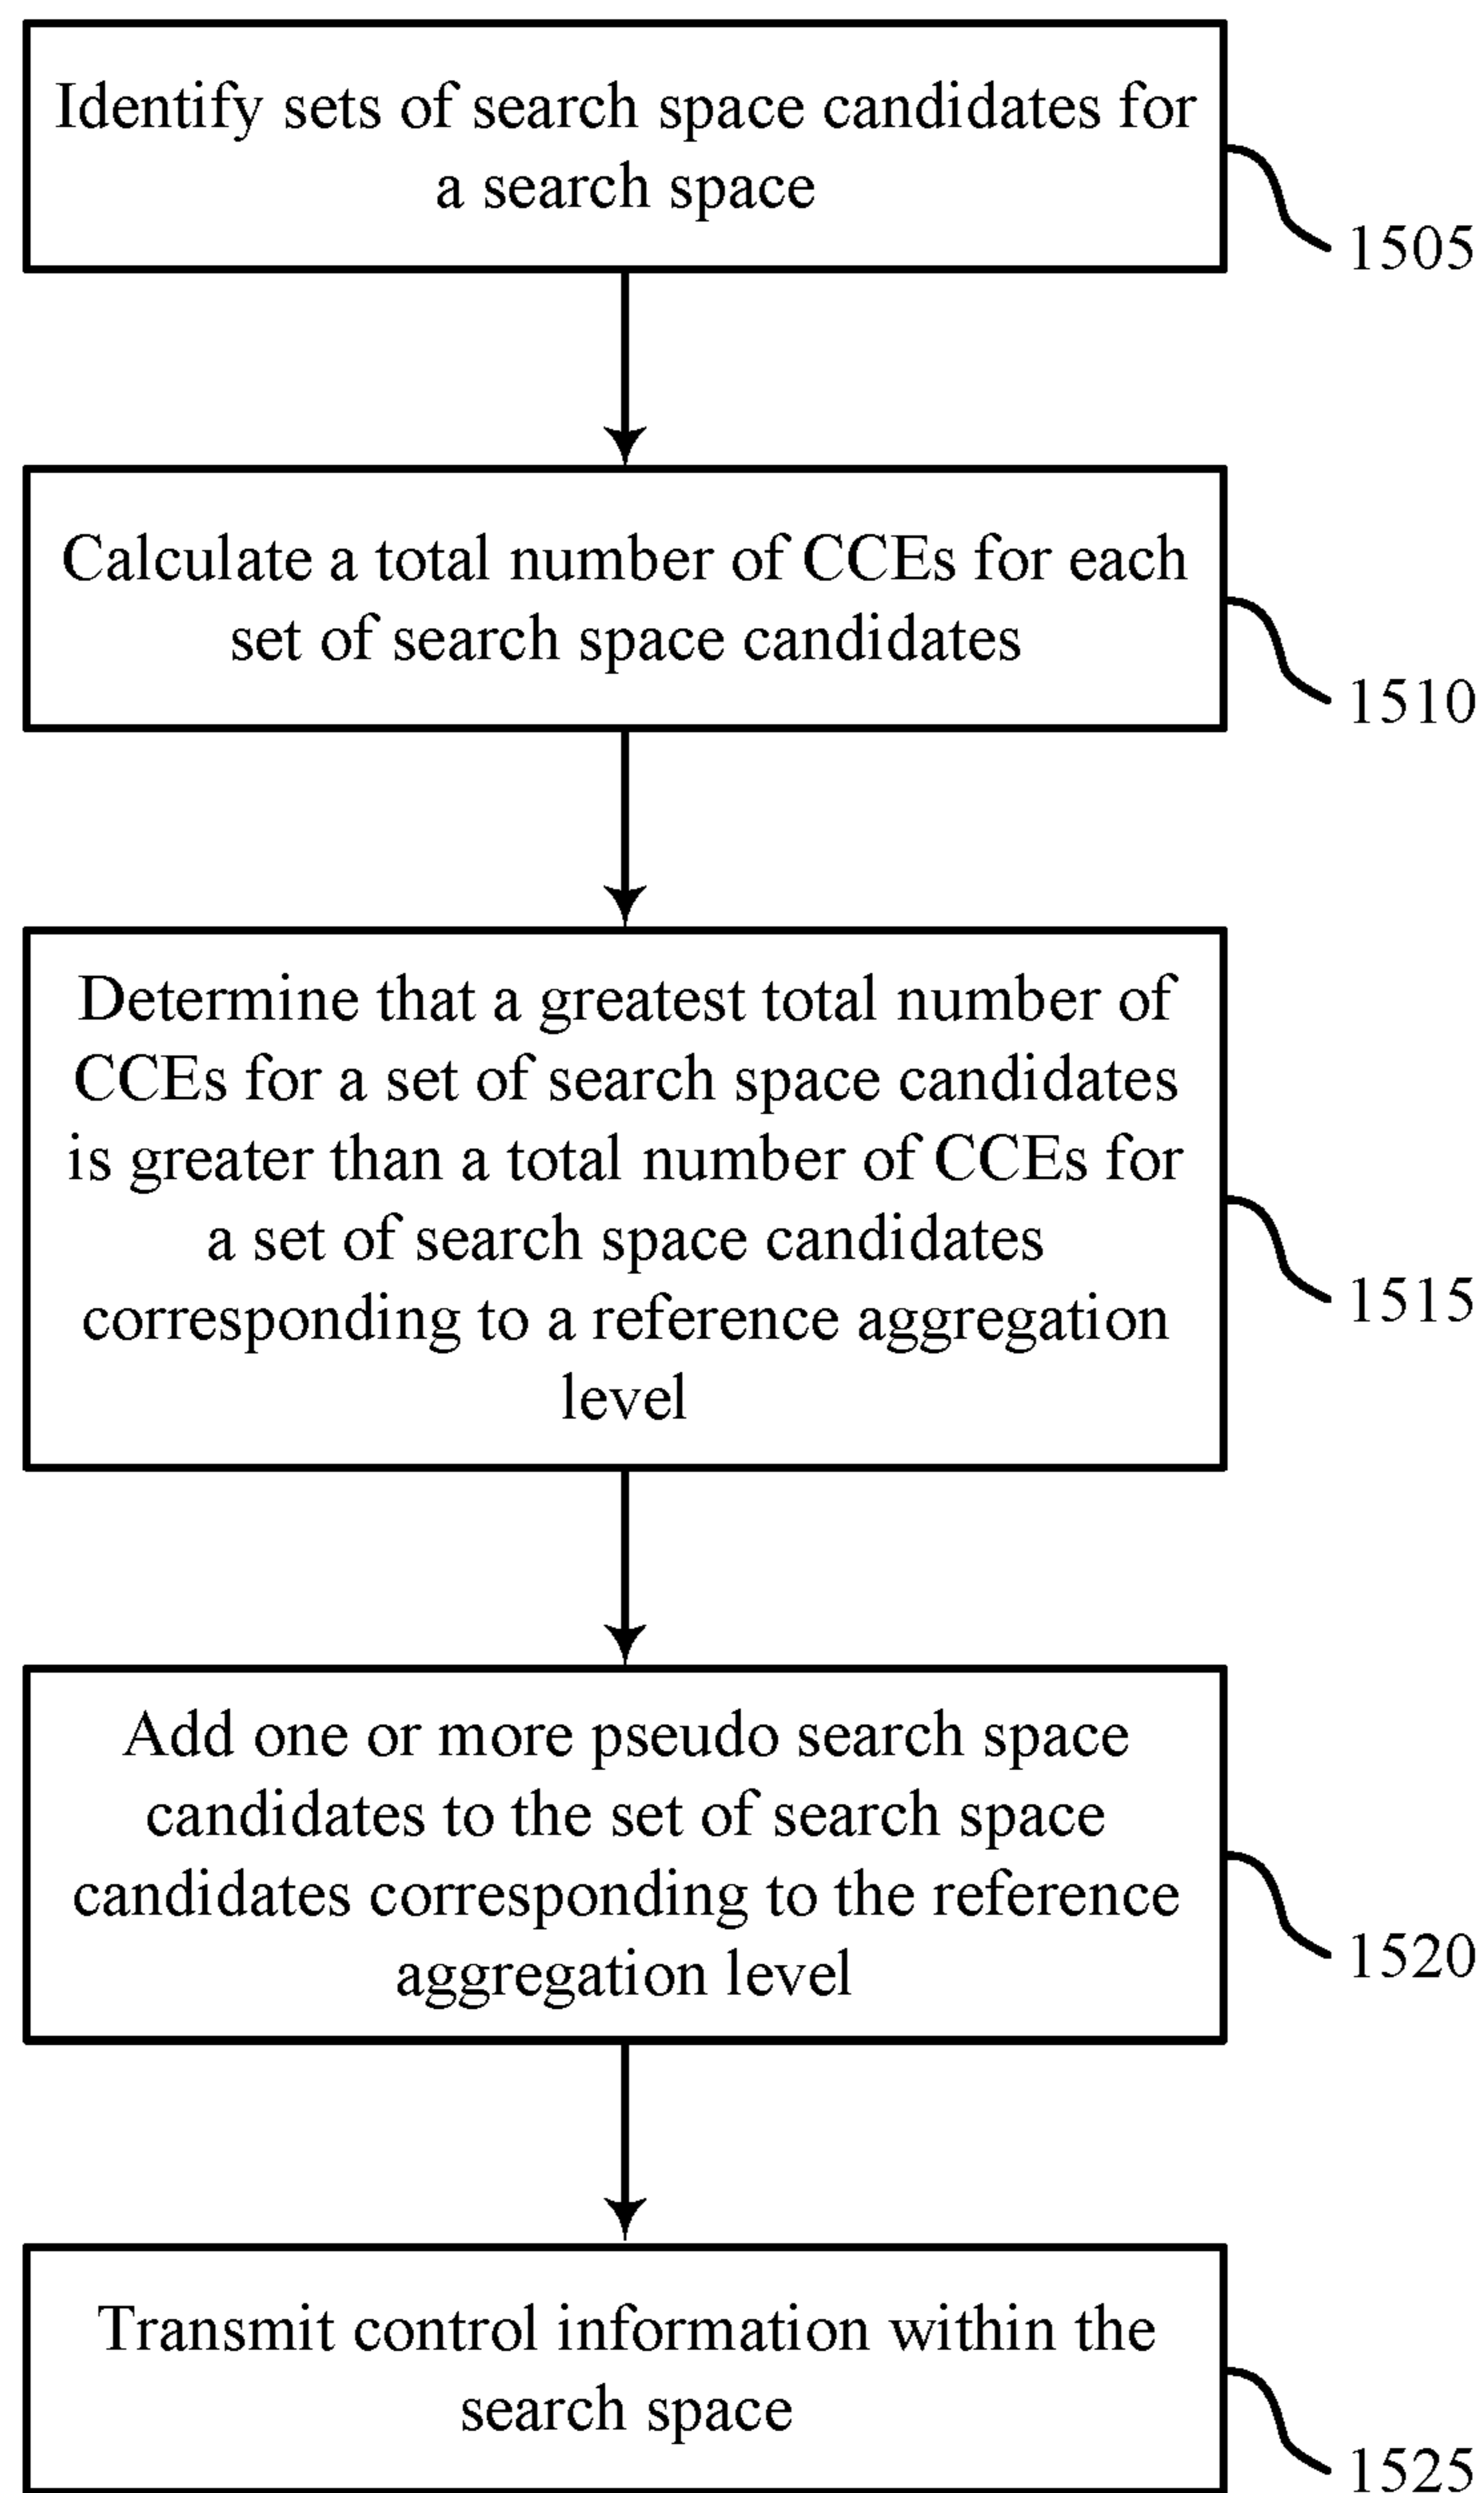 Identify sets of search space candidates for
a search space
1505
Calculate a total number of CCEs for each
set of search space candidates
1510
Determine that a greatest total number of
CCEs for a set of search space candidates
is greater than a total number of CCEs for
a set of search space candidates
corresponding to a reference aggregation
level
1515
Add one or more pseudo search space
candidates to the set of search space
candidates corresponding to the reference
aggregation level
1520
Transmit control information within the
search space
1525